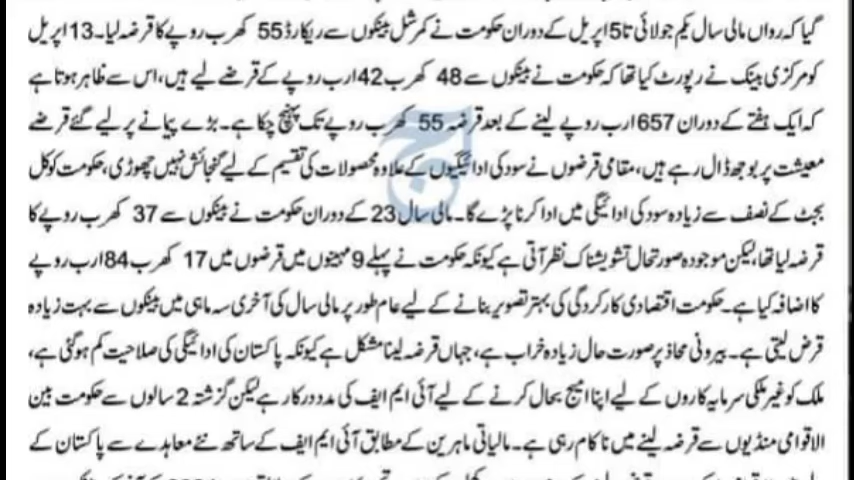 گیا کہ رواں مالی سال یکم جولائی تا 5 اپریل کے دوران حکومت نے کمرشل بینکوں سے ریکارڈ 55 کھرب روپے کا قرضہ لیا۔ 13 اپریل
کو مرکزی بینک نے رپورٹ کیا تھا کہ حکومت نے بینکوں سے 48 کھرب 42 ارب روپے کے قرضے لیے ہیں، اس سے ظاہر ہوتا ہے
کہ ایک ہفتے کے دوران 657 ارب روپے لینے کے بعد قرضہ 55 کھرب روپے تک پہنچ چکا ہے۔ بڑے پیمانے پر لیے گئے قرضے
معیشت پر بوجھ ڈال رہے ہیں، مقامی قرضوں نے سود کی ادائیگیوں کے علاوہ محصولات کی تقسیم کے لیے گنجائش نہیں چھوڑی، حکومت کو کل
بجٹ کے نصف سے زیادہ سود کی ادائیگی میں ادا کرنا پڑے گا۔ مالی سال 23 کے دوران حکومت نے بینکوں سے 37 کھرب روپے کا
قرضہ لیا تھا، لیکن موجودہ صورتحال تشویشناک نظر آتی ہے کیونکہ حکومت نے پہلے 9 مہینوں میں قرضوں میں 17 کھرب 84 ارب روپے
کا اضافہ کیا ہے۔ حکومت اقتصادی کارکردگی کی بہتر تصویر بنانے کے لیے عام طور پر مالی سال کی آخری سہ ماہی میں بینکوں سے بہت زیادہ
قرض لیتی ہے۔ بیرونی محاذ پر صورت حال زیادہ خراب ہے، جہاں قرضہ لینا مشکل ہے کیونکہ پاکستان کی ادائیگی کی صلاحیت کم ہوگئی ہے،
ملک کو غیر ملکی سرمایہ کاروں کے لیے اپنا امیج بحال کرنے کے لیے آئی ایم ایف کی مدد درکار ہے لیکن گزشتہ 2 سالوں سے حکومت بین
الاقوامی منڈیوں سے قرضہ لینے میں ناکام رہی ہے۔ مالیاتی ماہرین کے مطابق آئی ایم ایف کے ساتھ نئے معاہدے سے پاکستان کے